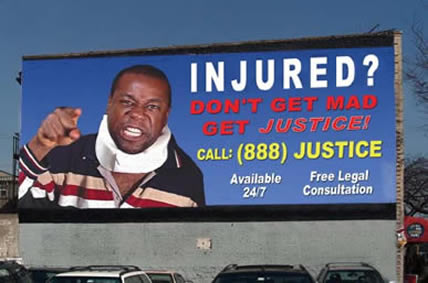 INJURED?
DON'T GET MAD
GET JUSTICE!
CALL: (888) JUSTICE
Available
24/7
Free Legal
Consultation